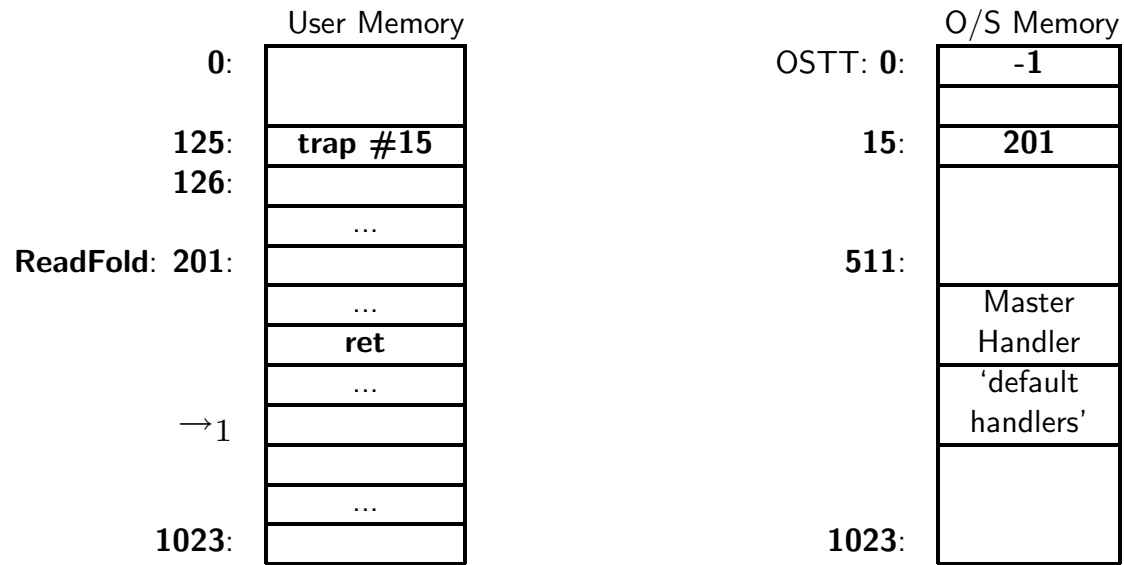 User Memory
0:
125: trap #15
126:
...
ReadFold: 201:
...
ret
...
→1
...
1023:
O/S Memory
OSTT: 0: -1
15: 201
511:
Master
Handler
‘default
handlers’
1023: